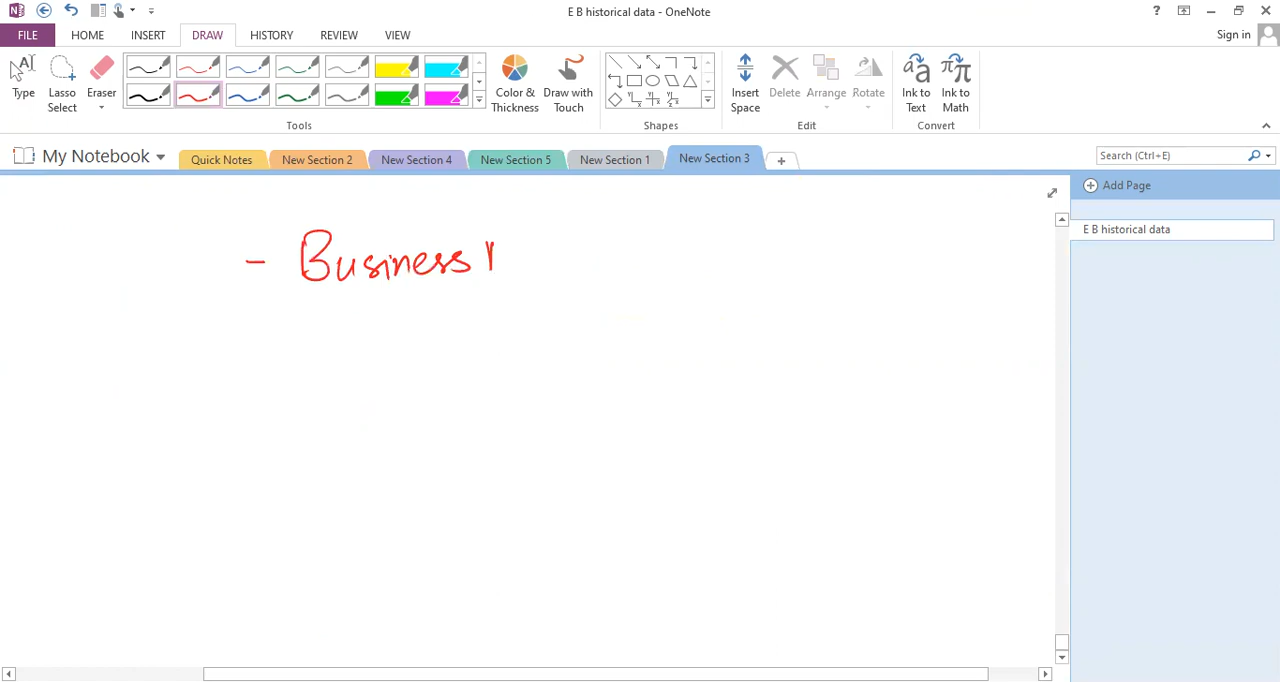 E B historical data - OneNote
?
FILE HOME INSERT DRAW HISTORY REVIEW VIEW Sign in
Type Lasso Select Eraser Color & Thickness Draw with Touch Insert Space Delete Arrange Rotate Ink to Text Ink to Math
Tools Shapes Edit Convert
My Notebook Quick Notes New Section 2 New Section 4 New Section 5 New Section 1 New Section 3 + Search (Ctrl+E)
Add Page
E B historical data
- Business